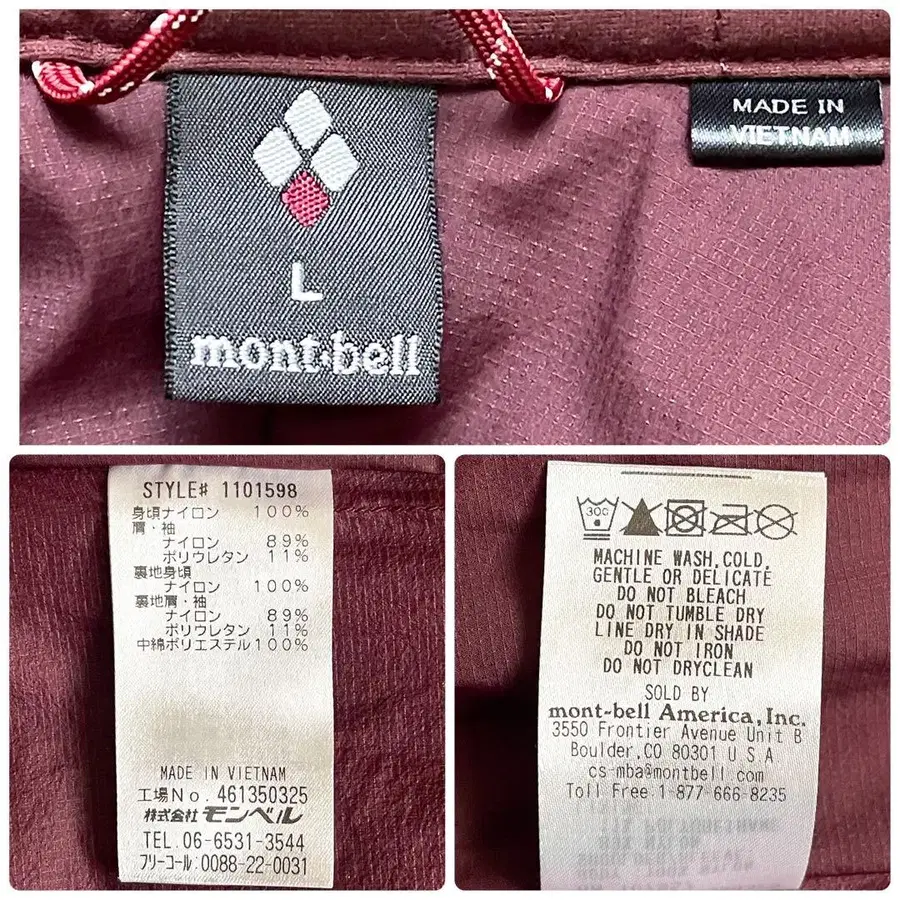 L
mont-bell
MADE IN
VIETNAM
STYLE# 1101598
身頃ナイロン 100%
肩・袖
ナイロン 89%
ポリウレタン 11%
裏地身頃
ナイロン 100%
裏地肩・袖
ナイロン 89%
ポリウレタン 11%
中綿ポリエステル100%
MADE IN VIETNAM
工場No. 461350325
株式会社 モンベル
TEL. 06-6531-3544
フリーコール:0088-22-0031
30C
MACHINE WASH,COLD,
GENTLE OR DELICATE
DO NOT BLEACH
DO NOT TUMBLE DRY
LINE DRY IN SHADE
DO NOT IRON
DO NOT DRYCLEAN
SOLD BY
mont-bell America, Inc.
3550 Frontier Avenue Unit B
Boulder,CO 80301 U S A
cs-mba@montbell.com
Toll Free 1-877-666-8235